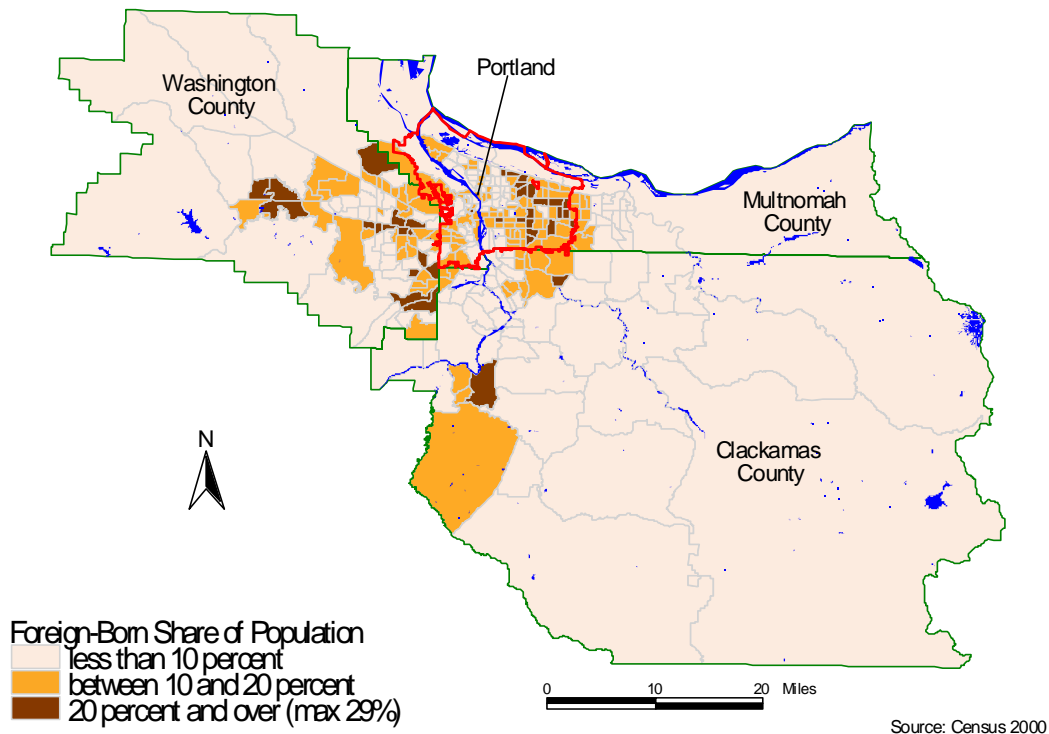 Portland
Washington
County
Multnomah
County
Clackamas
County
N
Foreign-Born Share of Population
less than 10 percent
between 10 and 20 percent
20 percent and over (max 29%)
0 10 20 Miles
Source: Census 2000